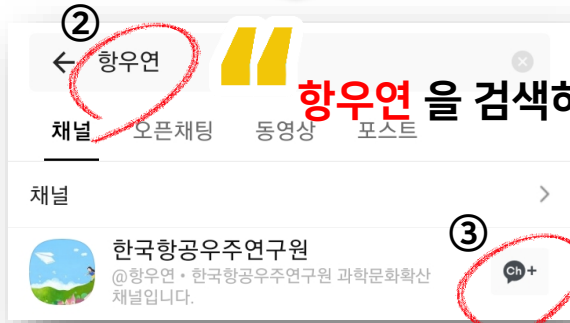 ②
항우연
항우연 을 검색하
채널 오픈채팅 동영상 포스트
채널
③
한국항공우주연구원
@항우연 • 한국항공우주연구원 과학문화확산
채널입니다.
Ch+